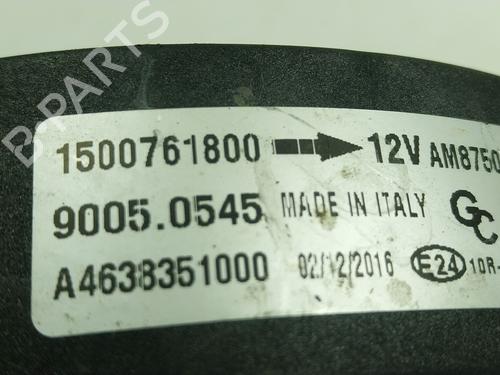 B-PARTS
1500761800 12V AM8750
9005.0545 MADE IN ITALY GC
A4638351000 02/12/2016 E24 10R-